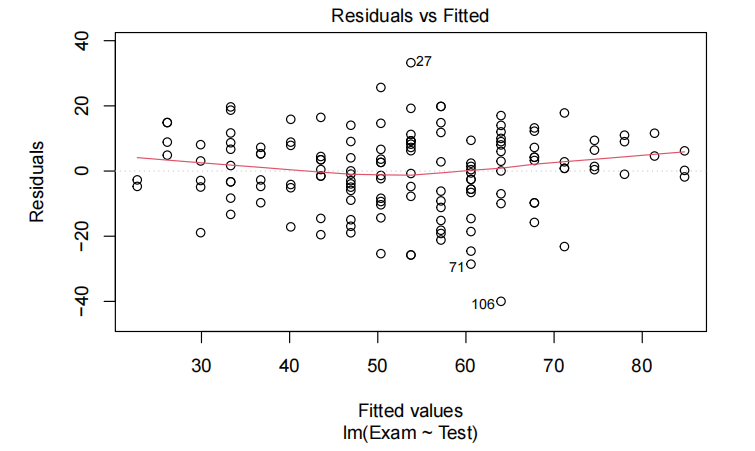 Residuals vs Fitted
Residuals
40
20
0
−20
−40
27
71
106
30 40 50 60 70 80
Fitted values
lm(Exam ~ Test)